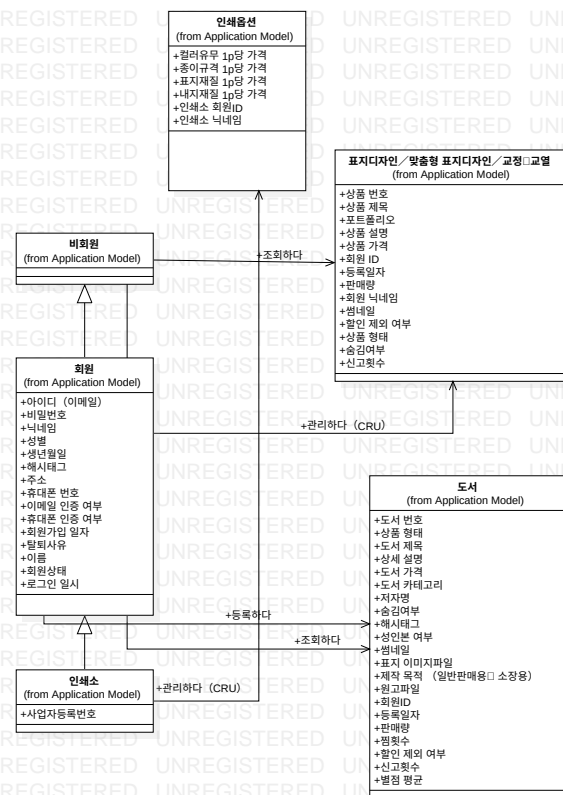 인쇄옵션
(from Application Model)
+컬러유무 1p당 가격
+종이규격 1p당 가격
+표지재질 1p당 가격
+내지재질 1p당 가격
+인쇄소 회원ID
+인쇄소 닉네임
표지디자인/맞춤형 표지디자인/교정□교열
(from Application Model)
+상품 번호
+상품 제목
+포트폴리오
+상품 설명
+상품 가격
+회원 ID
+등록일자
+판매량
+회원 닉네임
+썸네일
+할인 제외 여부
+상품 형태
+숨김여부
+신고횟수
비회원
(from Application Model)
+조회하다
회원
(from Application Model)
+아이디 (이메일)
+비밀번호
+닉네임
+성별
+생년월일
+해시태그
+주소
+휴대폰 번호
+이메일 인증 여부
+휴대폰 인증 여부
+회원가입 일자
+탈퇴사유
+이름
+회원상태
+로그인 일시
+관리하다 (CRU)
도서
(from Application Model)
+도서 번호
+상품 형태
+도서 제목
+상세 설명
+도서 가격
+도서 카테고리
+저자명
+숨김여부
+해시태그
+성인본 여부
+썸네일
+표지 이미지파일
+제작 목적 (일반판매용□ 소장용)
+원고파일
+회원ID
+등록일자
+판매량
+찜횟수
+할인 제외 여부
+신고횟수
+별점 평균
+등록하다
+조회하다
인쇄소
(from Application Model)
+사업자등록번호
+관리하다 (CRU)
UNREGISTERED